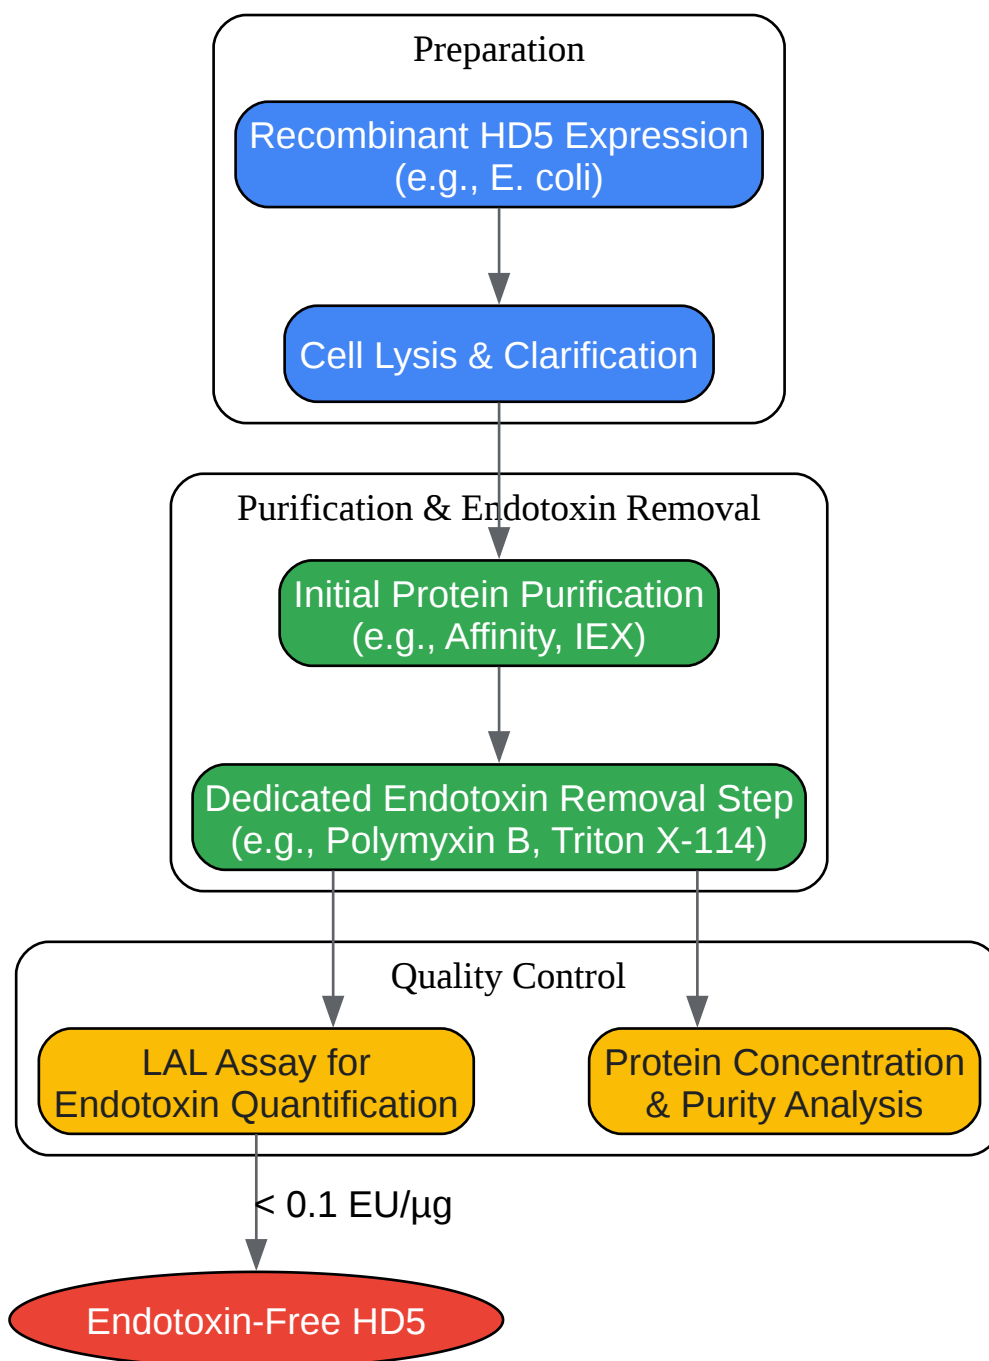 Preparation
Recombinant HD5 Expression
(e.g., E. coli)
Cell Lysis & Clarification
Purification & Endotoxin Removal
Initial Protein Purification
(e.g., Affinity, IEX)
Dedicated Endotoxin Removal Step
(e.g., Polymyxin B, Triton X-114)
Quality Control
LAL Assay for
Endotoxin Quantification
Protein Concentration
& Purity Analysis
< 0.1 EU/µg
Endotoxin-Free HD5